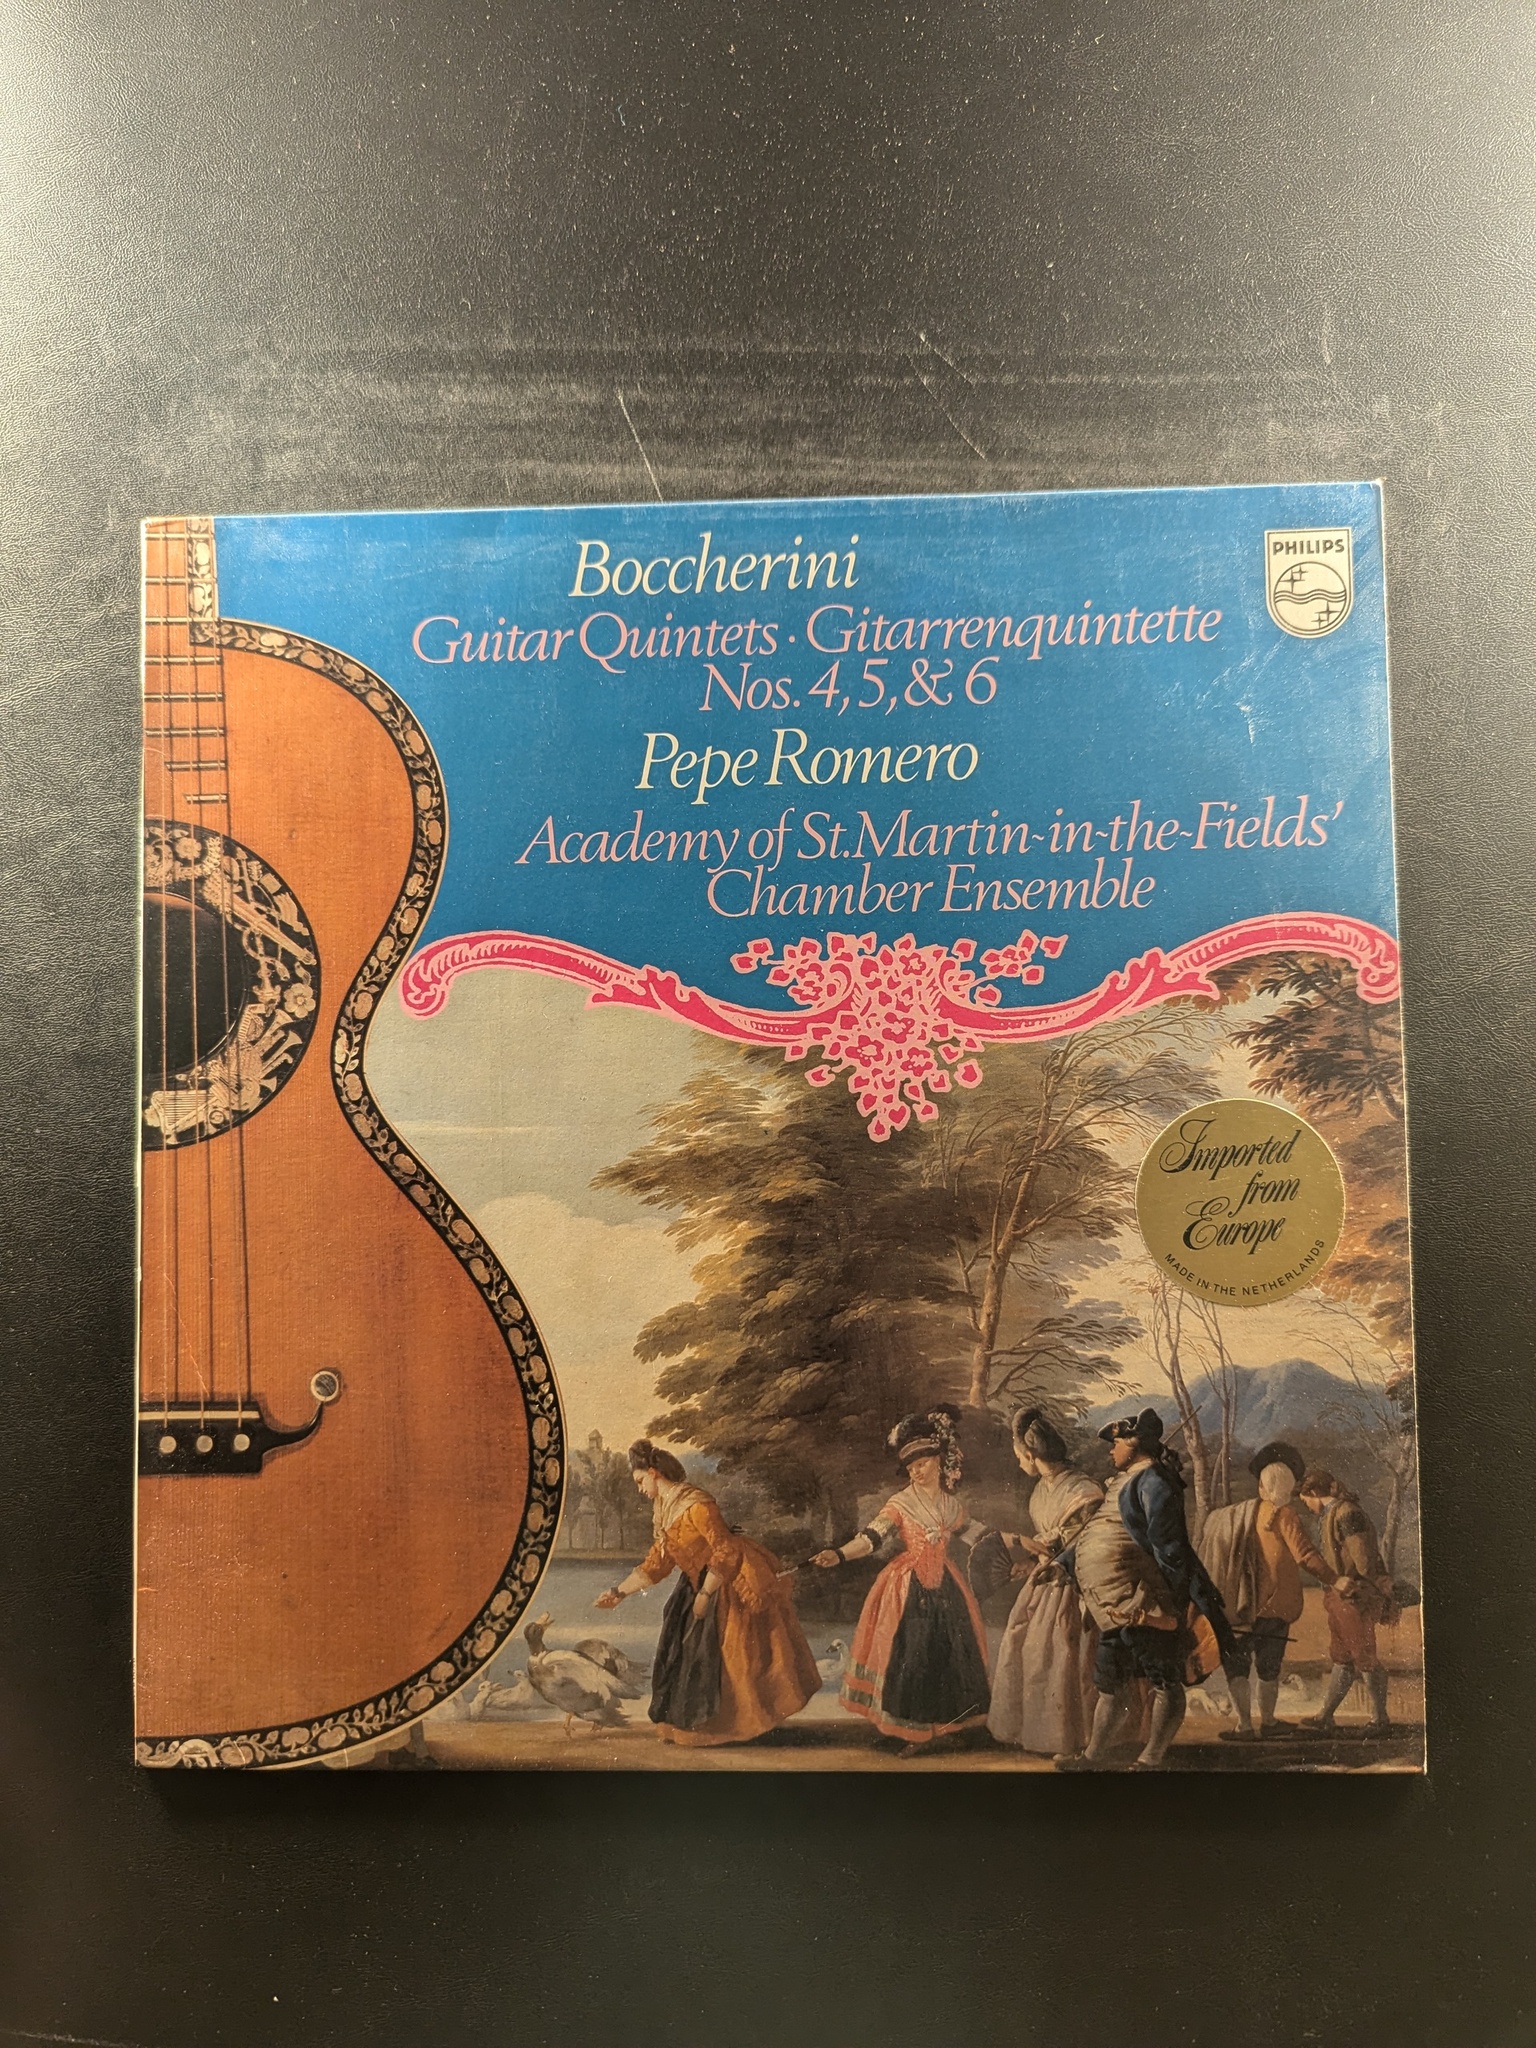 Boccherini
PHILIPS
Guitar Quintets · Gitarrenquintette
Nos. 4, 5, & 6
Pepe Romero
Academy of St. Martin-in-the-Fields'
Chamber Ensemble
Imported
from
Europe
MADE IN THE NETHERLANDS